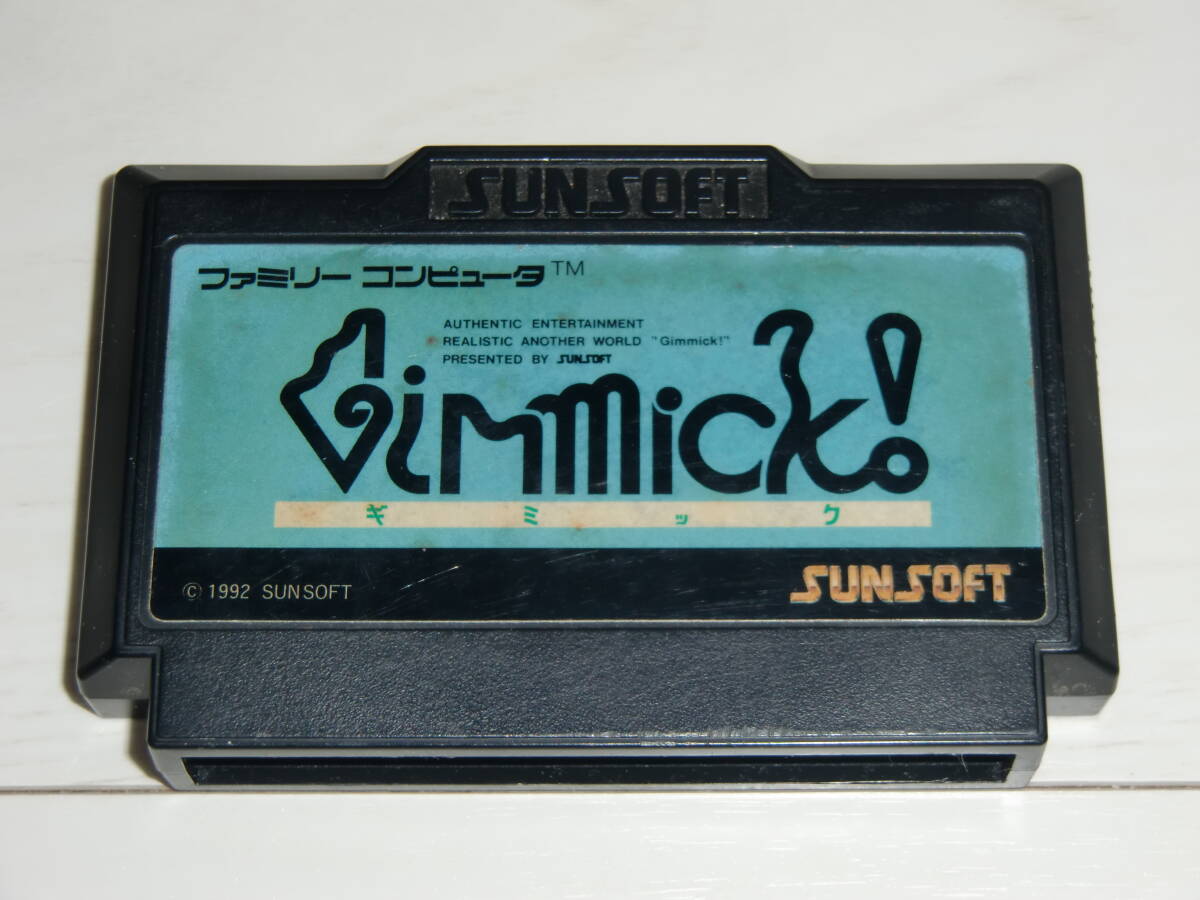 SUNSOFT
ファミリー コンピュータ™
AUTHENTIC ENTERTAINMENT
REALISTIC ANOTHER WORLD "Gimmick!"
PRESENTED BY SUNSOFT
Gimmick!
ギミック
© 1992 SUNSOFT
SUNSOFT